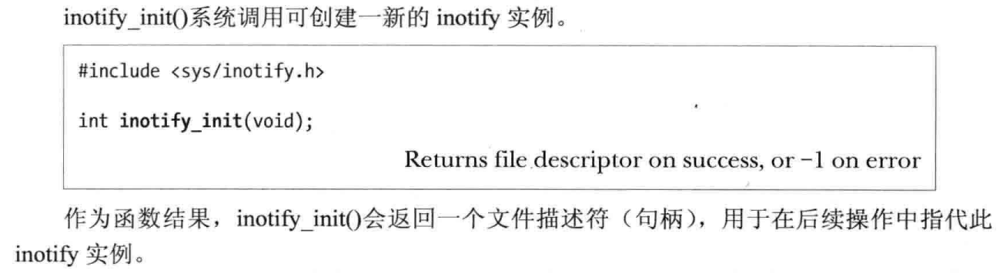 inotify_init()系统调用可创建一新的 inotify 实例。
#include <sys/inotify.h>
int inotify_init(void);
Returns file descriptor on success, or −1 on error
作为函数结果，inotify_init()会返回一个文件描述符（句柄），用于在后续操作中指代此
inotify 实例。